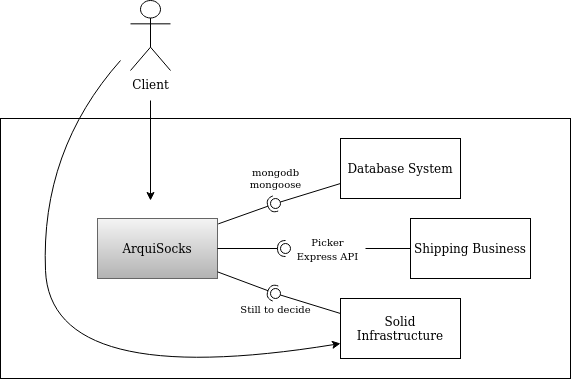 Client
mongodb
mongoose
Database System
ArquiSocks
Picker
Express API
Shipping Business
Still to decide
Solid
Infrastructure